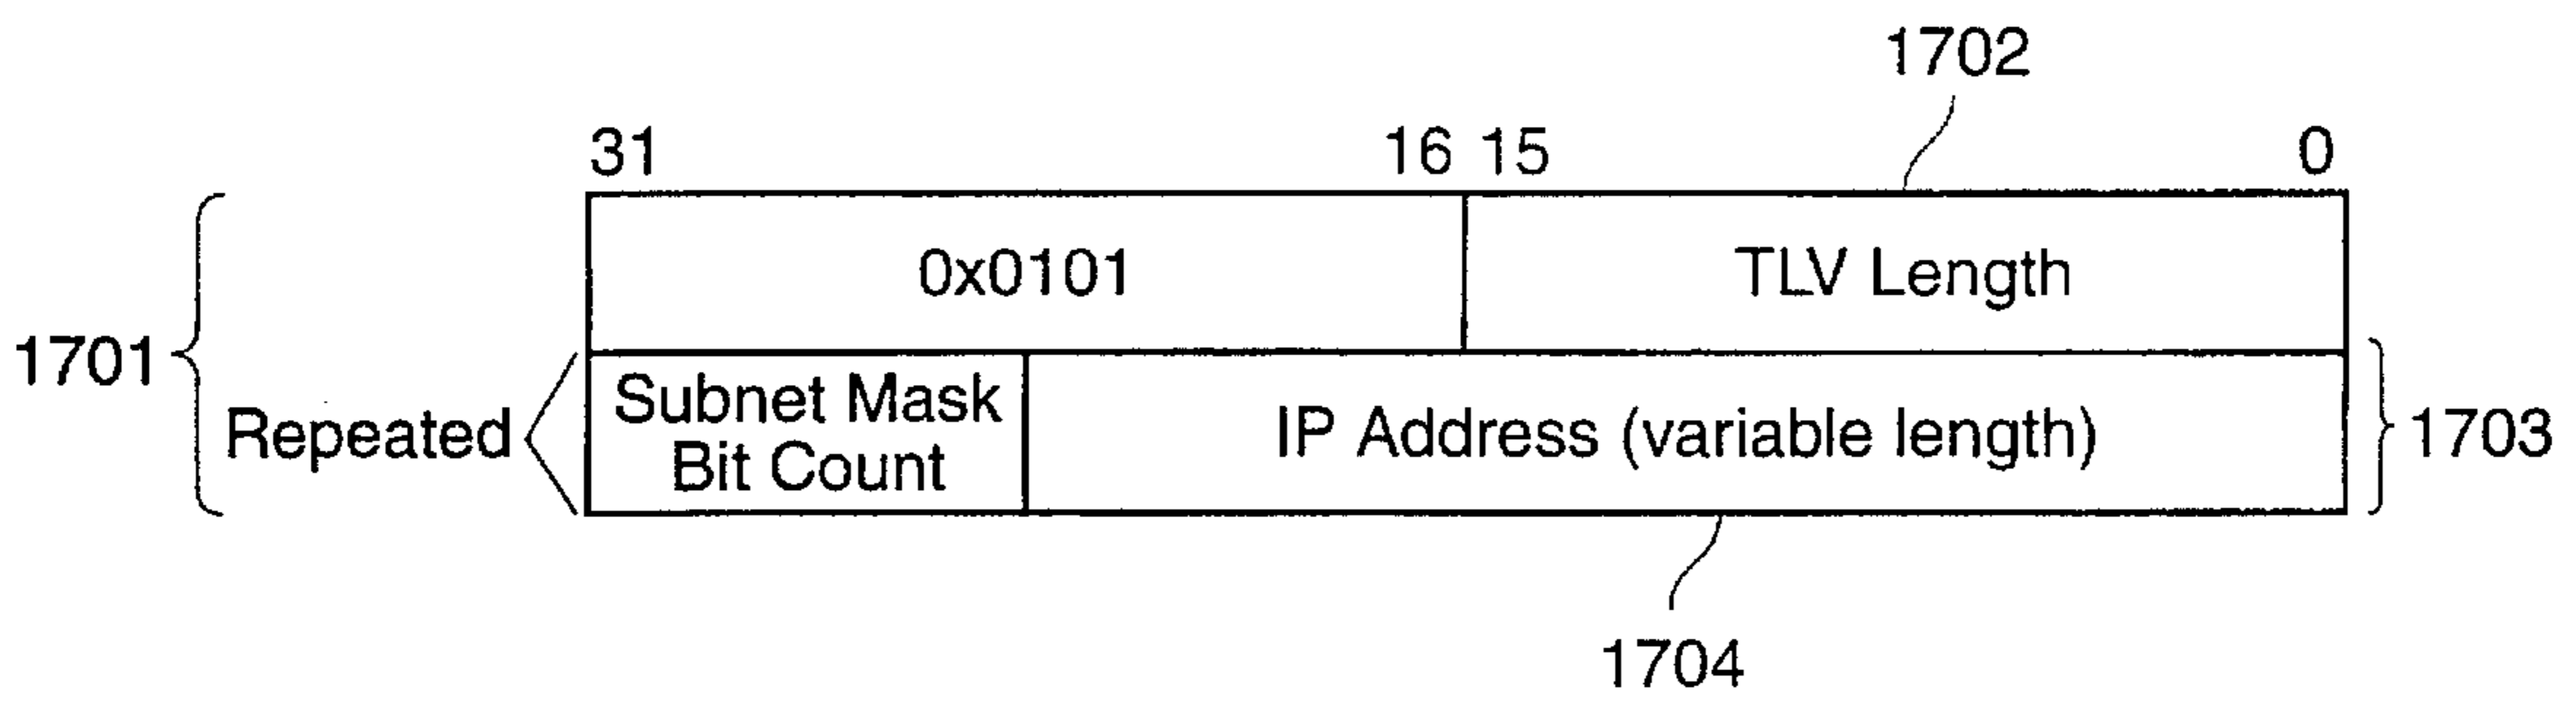 1702
31 16 15 0
0x0101 TLV Length
1701
Repeated
Subnet Mask
Bit Count
IP Address (variable length)
1703
1704